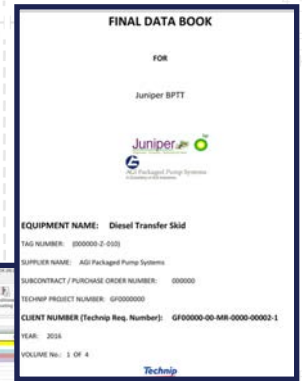 FINAL DATA BOOK
FOR
Juniper BPTT
Juniper
bp
AGI Packaged Pump Systems
EQUIPMENT NAME: Diesel Transfer Skid
TAG NUMBER: (000000-Z-010)
SUPPLIER NAME: AGI Packaged Pump Systems
SUBCONTRACT / PURCHASE ORDER NUMBER: 000000
TECHNIP PROJECT NUMBER: GF0000000
CLIENT NUMBER (Technip Req. Number): GF00000-00-MR-0000-00002-1
YEAR: 2016
VOLUME No.: 1 OF 4
Technip